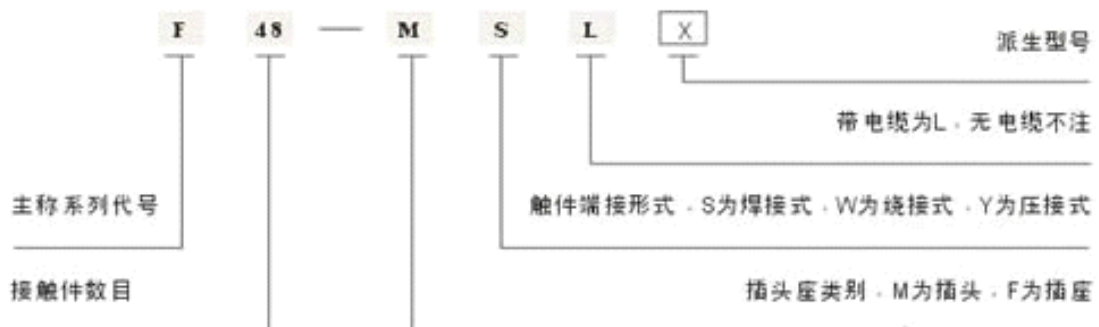 F 48 — M S L X
派生型号
带电缆为L，无电缆不注
主称系列代号
触件端接形式，S为焊接式，W为绕接式，Y为压接式
接触件数目
插头座类别，M为插头，F为插座